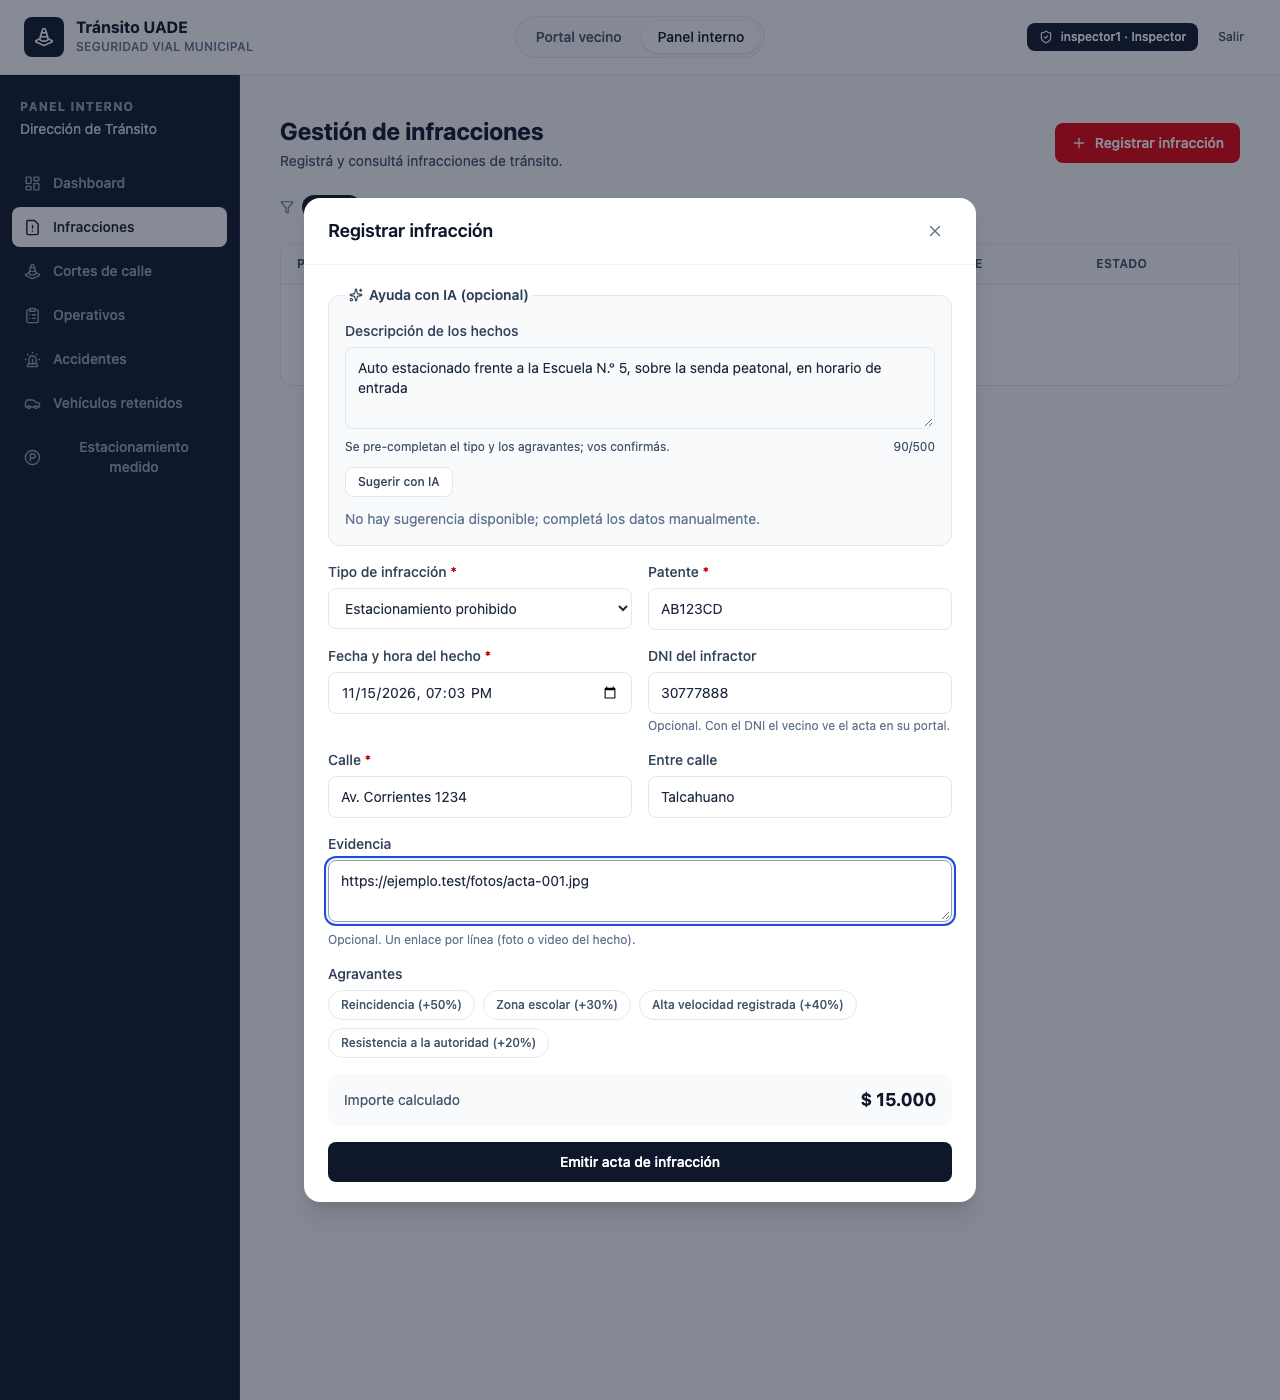 Tránsito UADE
SEGURIDAD VIAL MUNICIPAL
Portal vecino
Panel interno
inspector1 · Inspector
Salir
PANEL INTERNO
Dirección de Tránsito
Dashboard
Infracciones
Cortes de calle
Operativos
Accidentes
Vehículos retenidos
Estacionamiento
medido
Gestión de infracciones
Registrá y consultá infracciones de tránsito.
Registrar infracción
ESTADO
Registrar infracción
Ayuda con IA (opcional)
Descripción de los hechos
Auto estacionado frente a la Escuela N.º 5, sobre la senda peatonal, en horario de
entrada
Se pre-completan el tipo y los agravantes; vos confirmás.
90/500
Sugerir con IA
No hay sugerencia disponible; completá los datos manualmente.
Tipo de infracción *
Patente *
Estacionamiento prohibido
AB123CD
Fecha y hora del hecho *
DNI del infractor
11/15/2026, 07:03 PM
30777888
Opcional. Con el DNI el vecino ve el acta en su portal.
Calle *
Entre calle
Av. Corrientes 1234
Talcahuano
Evidencia
https://ejemplo.test/fotos/acta-001.jpg
Opcional. Un enlace por línea (foto o video del hecho).
Agravantes
Reincidencia (+50%)
Zona escolar (+30%)
Alta velocidad registrada (+40%)
Resistencia a la autoridad (+20%)
Importe calculado
$ 15.000
Emitir acta de infracción